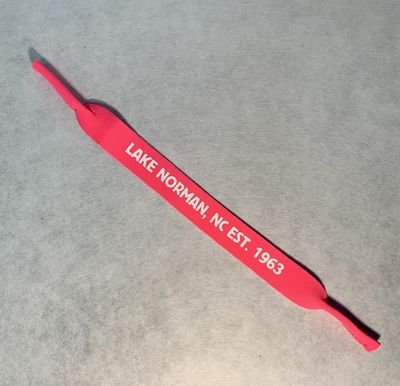 LAKE NORMAN, NC EST. 1963